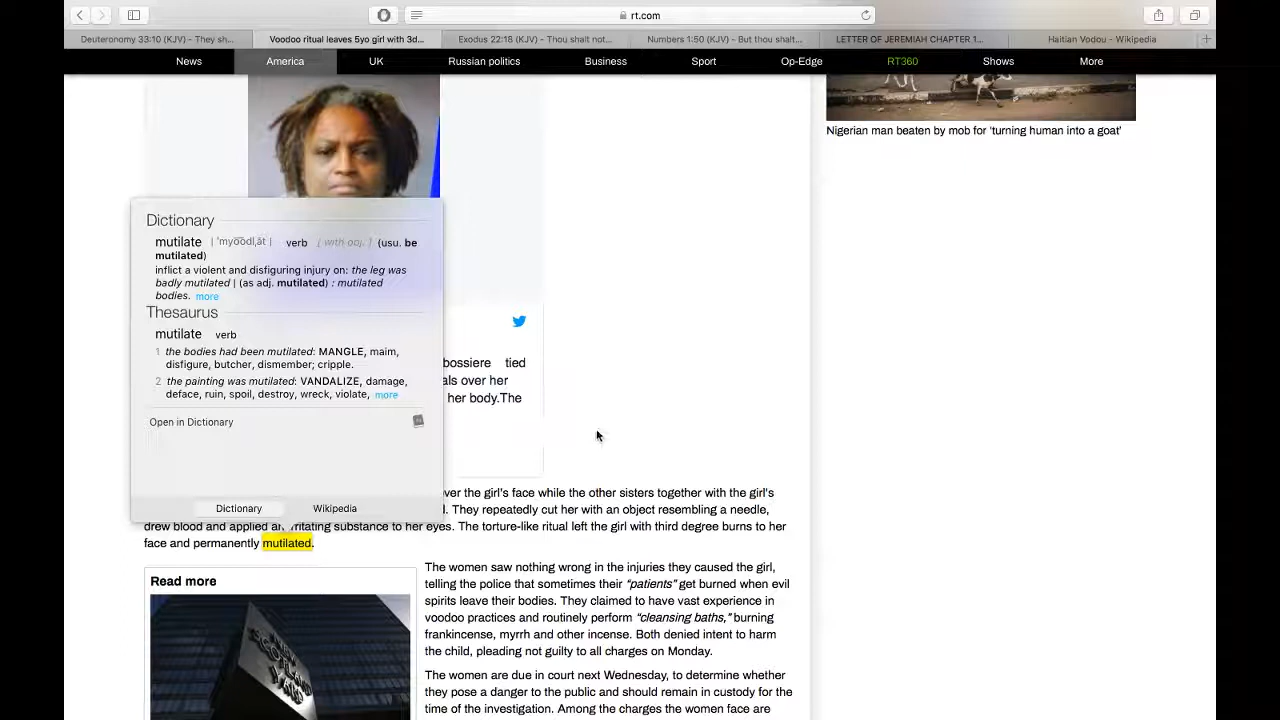 rt.com
Deuteronomy 33:10 (KJV) - They sh...
Voodoo ritual leaves 5yo girl with 3d...
Exodus 22:18 (KJV) - Thou shalt not...
Numbers 1:50 (KJV) - But thou shalt...
LETTER OF JEREMIAH CHAPTER 1...
Haitian Vodou - Wikipedia
News America UK Russian politics Business Sport Op-Edge RT360 Shows More
Nigerian man beaten by mob for 'turning human into a goat'
Dictionary
mutilate | ˈmyo͞odlˌāt | verb [ with obj. ] (usu. be
mutilated)
inflict a violent and disfiguring injury on: the leg was
badly mutilated | (as adj. mutilated) : mutilated
bodies. more
Thesaurus
mutilate verb
1 the bodies had been mutilated: MANGLE, maim,
disfigure, butcher, dismember; cripple.
2 the painting was mutilated: VANDALIZE, damage,
deface, ruin, spoil, destroy, wreck, violate, more
Open in Dictionary
Dictionary Wikipedia
bossiere tied
als over her
her body.The
ver the girl's face while the other sisters together with the girl's
They repeatedly cut her with an object resembling a needle,
drew blood and applied an irritating substance to her eyes. The torture-like ritual left the girl with third degree burns to her
face and permanently mutilated.
Read more
The women saw nothing wrong in the injuries they caused the girl,
telling the police that sometimes their "patients" get burned when evil
spirits leave their bodies. They claimed to have vast experience in
voodoo practices and routinely perform "cleansing baths," burning
frankincense, myrrh and other incense. Both denied intent to harm
the child, pleading not guilty to all charges on Monday.
The women are due in court next Wednesday, to determine whether
they pose a danger to the public and should remain in custody for the
time of the investigation. Among the charges the women face are